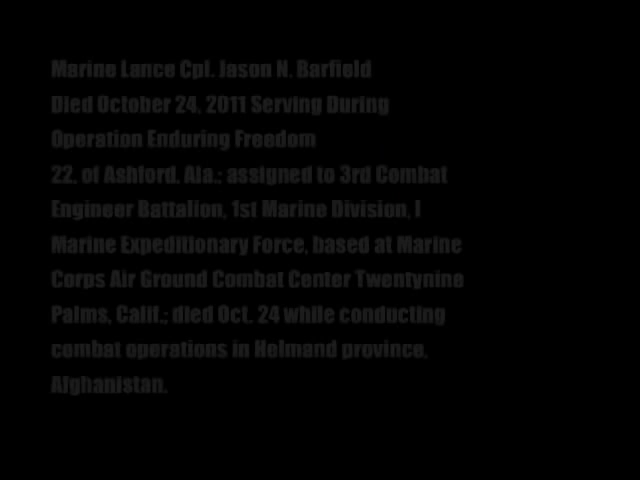 Marine Lance Cpl. Jason N. Barfield
Died October 24, 2011 Serving During
Operation Enduring Freedom
22, of Ashford, Ala.; assigned to 3rd Combat
Engineer Battalion, 1st Marine Division, I
Marine Expeditionary Force, based at Marine
Corps Air Ground Combat Center Twentynine
Palms, Calif.; died Oct. 24 while conducting
combat operations in Helmand province,
Afghanistan.